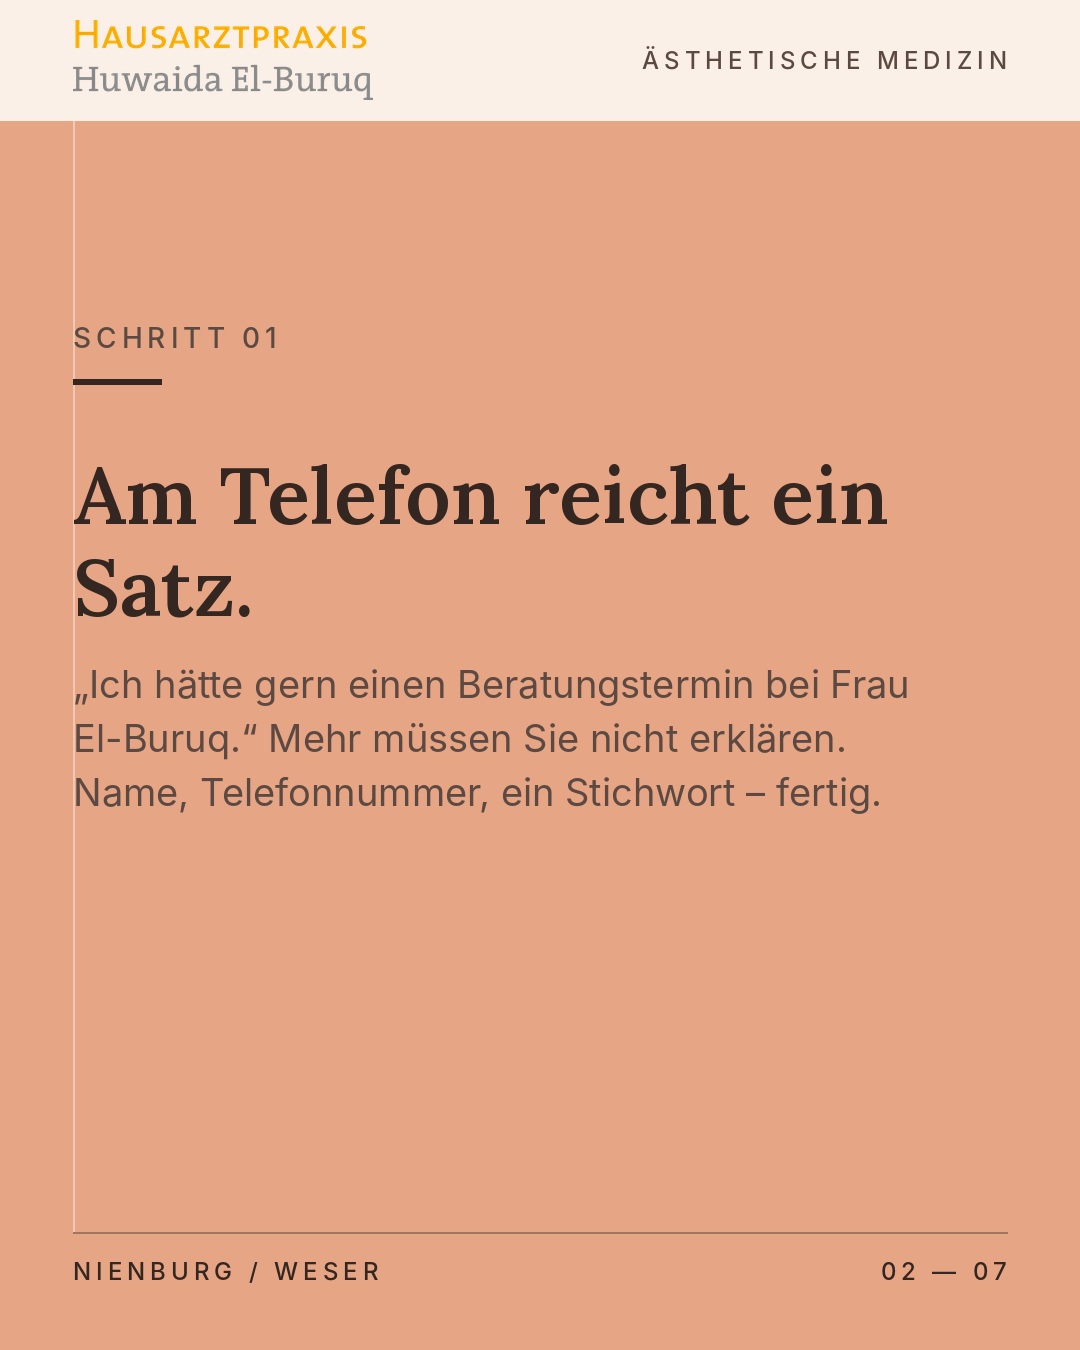 Hausarztpraxis
Huwaida El-Buruq
ÄSTHETISCHE MEDIZIN
SCHRITT 01
Am Telefon reicht ein
Satz.
„Ich hätte gern einen Beratungstermin bei Frau
El-Buruq.“ Mehr müssen Sie nicht erklären.
Name, Telefonnummer, ein Stichwort – fertig.
NIENBURG / WESER
02 — 07